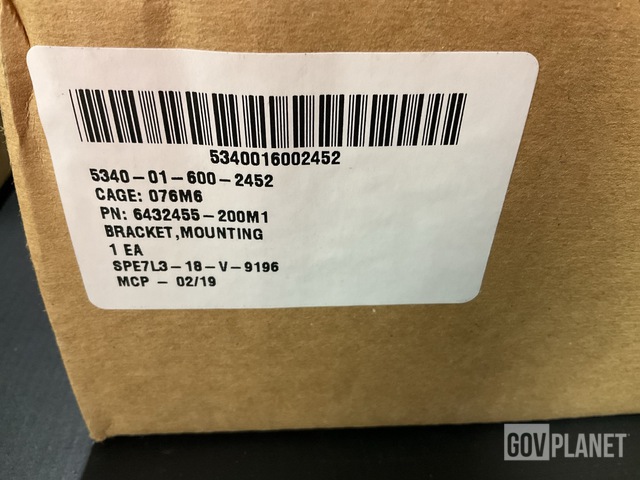 5340016002452
5340-01-600-2452
CAGE: 076M6
PN: 6432455-200M1
BRACKET,MOUNTING
1 EA
SPE7L3-18-V-9196
MCP - 02/19
GOVPLANET